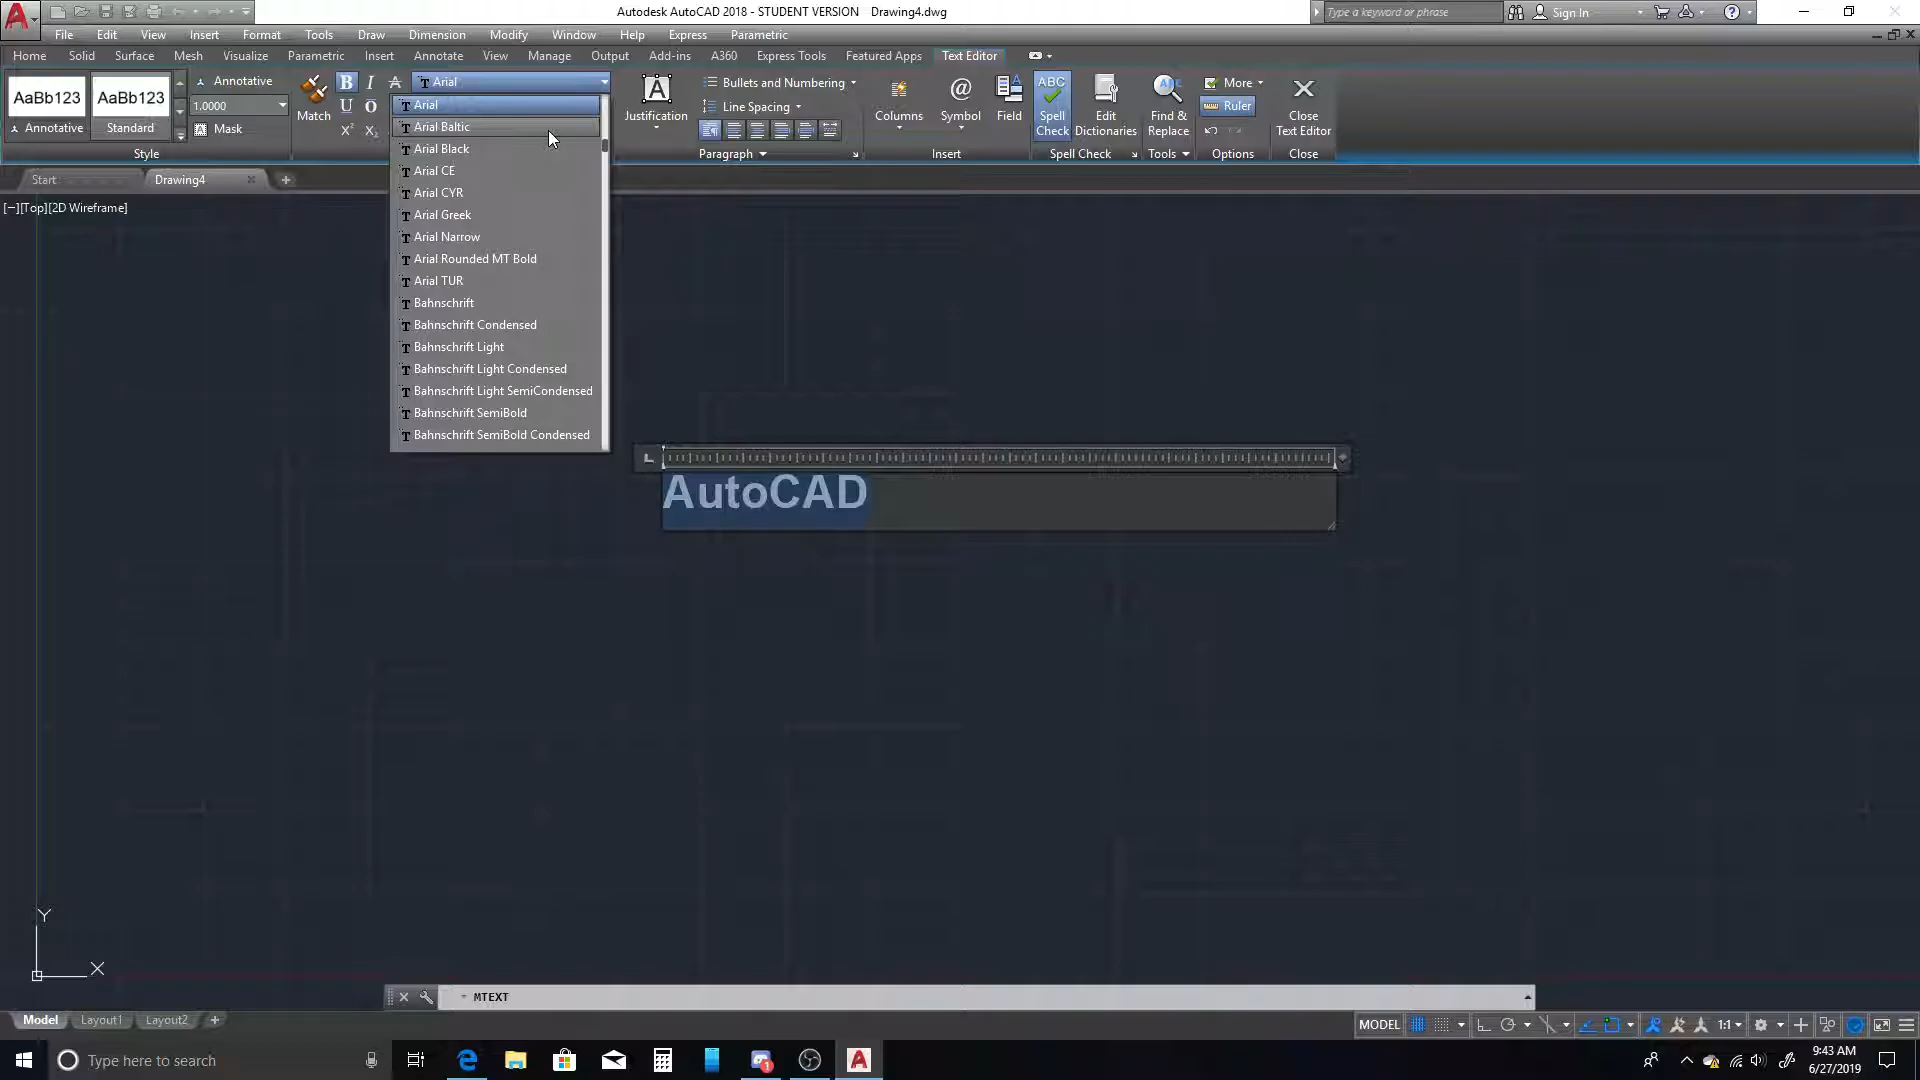 Autodesk AutoCAD 2018 - STUDENT VERSION Drawing4.dwg
Type a keyword or phrase
Sign In
File Edit View Insert Format Tools Draw Dimension Modify Window Help Express Parametric
Home Solid Surface Mesh Visualize Parametric Insert Annotate View Manage Output Add-ins A360 Express Tools Featured Apps Text Editor
AaBb123 AaBb123
Annotative Standard
Annotative
1.0000
Mask
Style
Match
B I A
U O
X² X₂
Arial
Arial
Arial Baltic
Arial Black
Arial CE
Arial CYR
Arial Greek
Arial Narrow
Arial Rounded MT Bold
Arial TUR
Bahnschrift
Bahnschrift Condensed
Bahnschrift Light
Bahnschrift Light Condensed
Bahnschrift Light SemiCondensed
Bahnschrift SemiBold
Bahnschrift SemiBold Condensed
A
Justification
Bullets and Numbering
Line Spacing
Paragraph
Columns
@
Symbol
Field
Insert
ABC
Spell
Check
Edit
Dictionaries
Spell Check
Find &
Replace
Tools
More
Ruler
Options
Close
Text Editor
Close
Start Drawing4
[−][Top][2D Wireframe]
AutoCAD
Y
X
MTEXT
Model Layout1 Layout2
MODEL 1:1
Type here to search
1
A
9:43 AM
6/27/2019